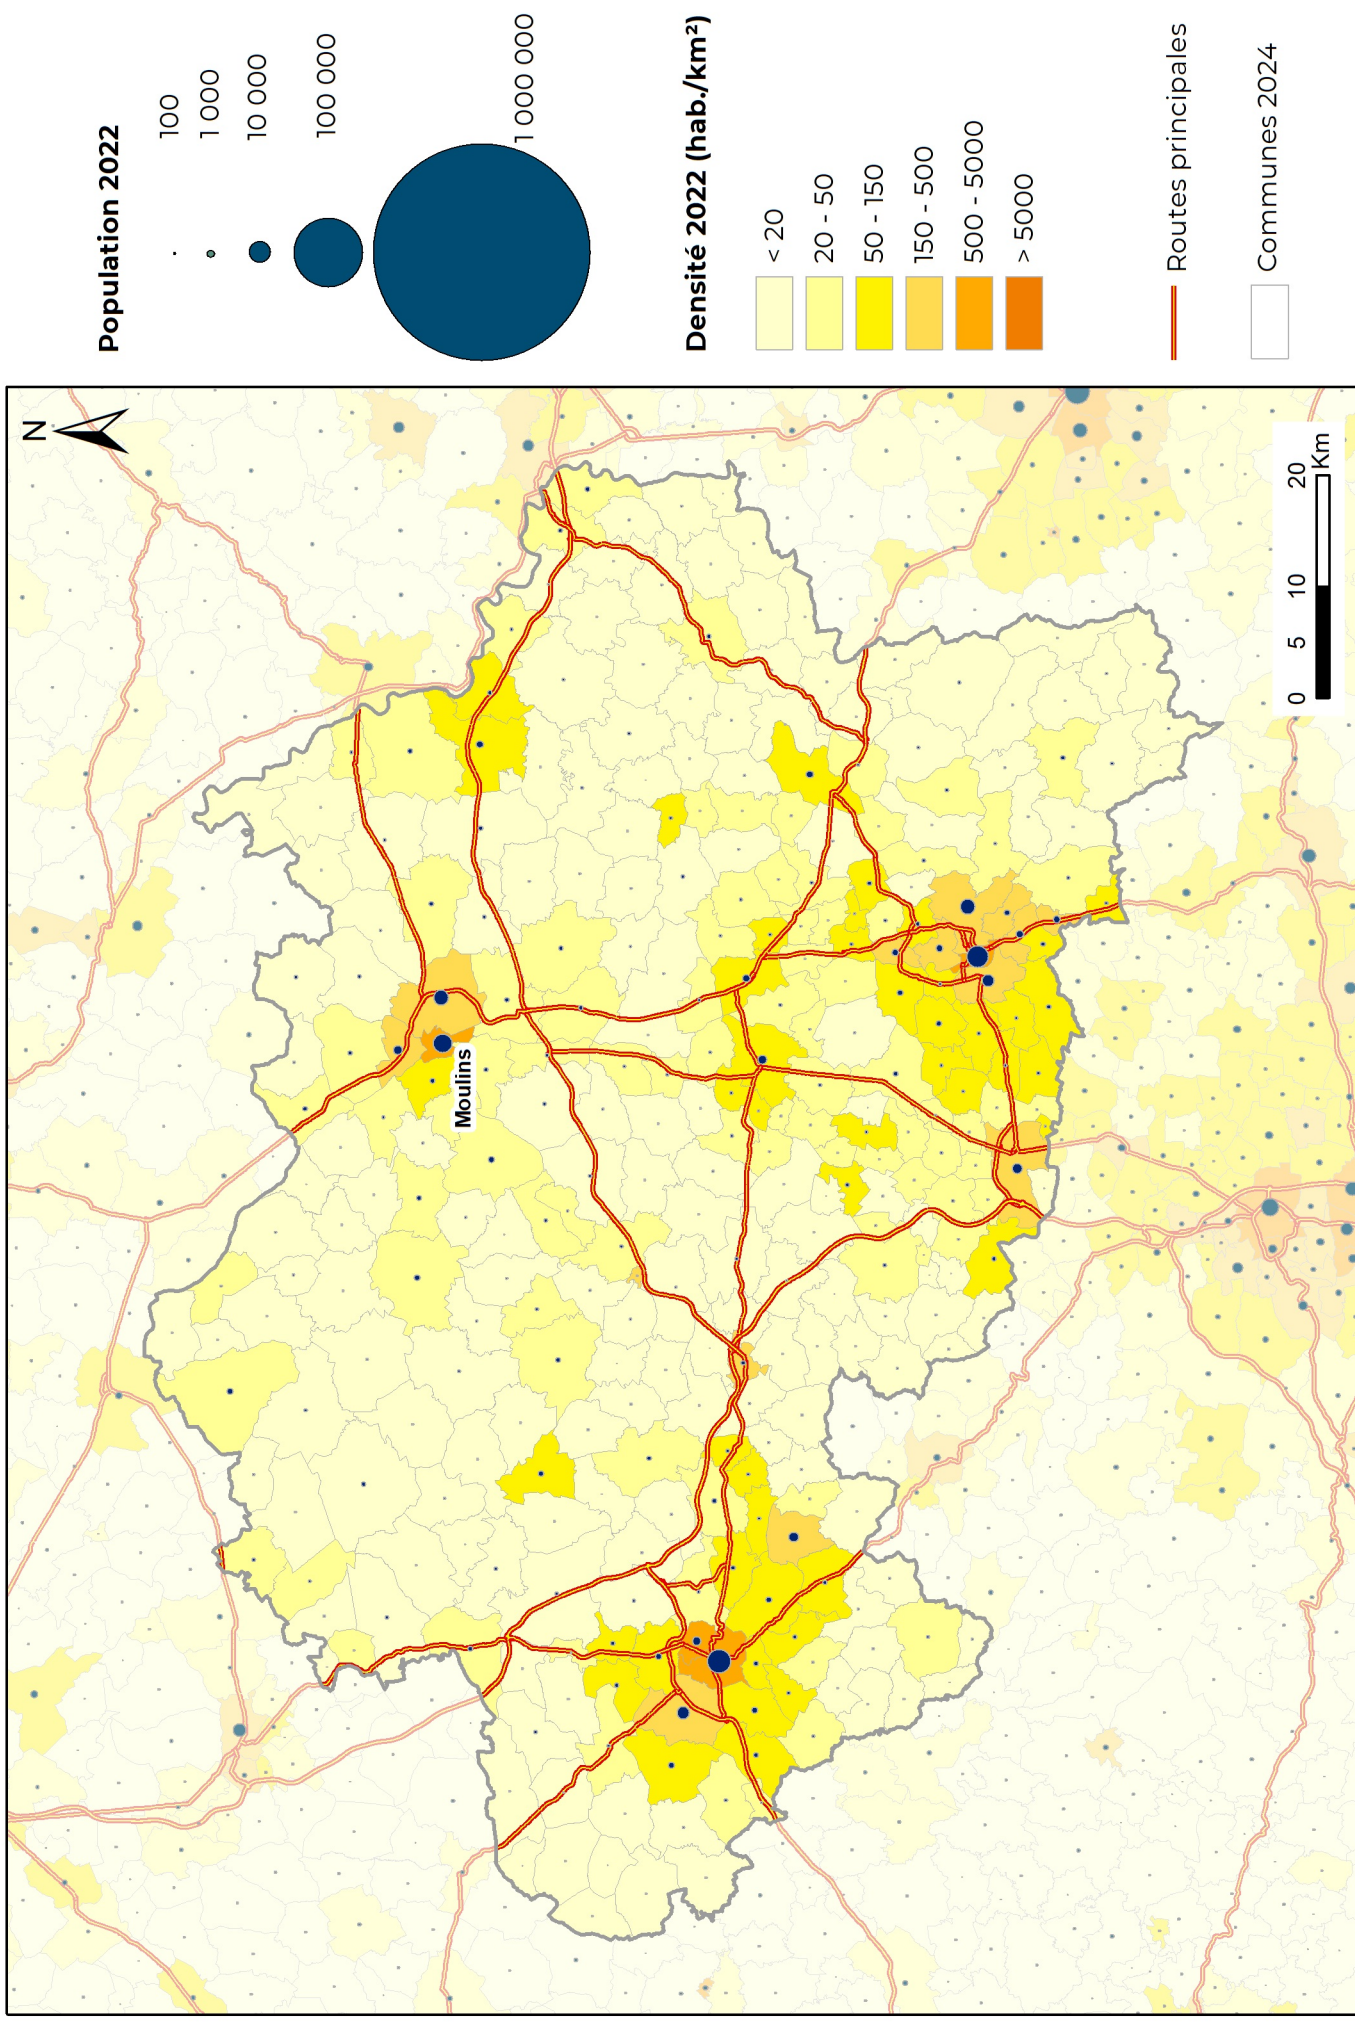 N
Moulins
0 5 10 20
Km
Population 2022
100
1 000
10 000
100 000
1 000 000
Densité 2022 (hab./km²)
< 20
20 - 50
50 - 150
150 - 500
500 - 5000
> 5000
Routes principales
Communes 2024